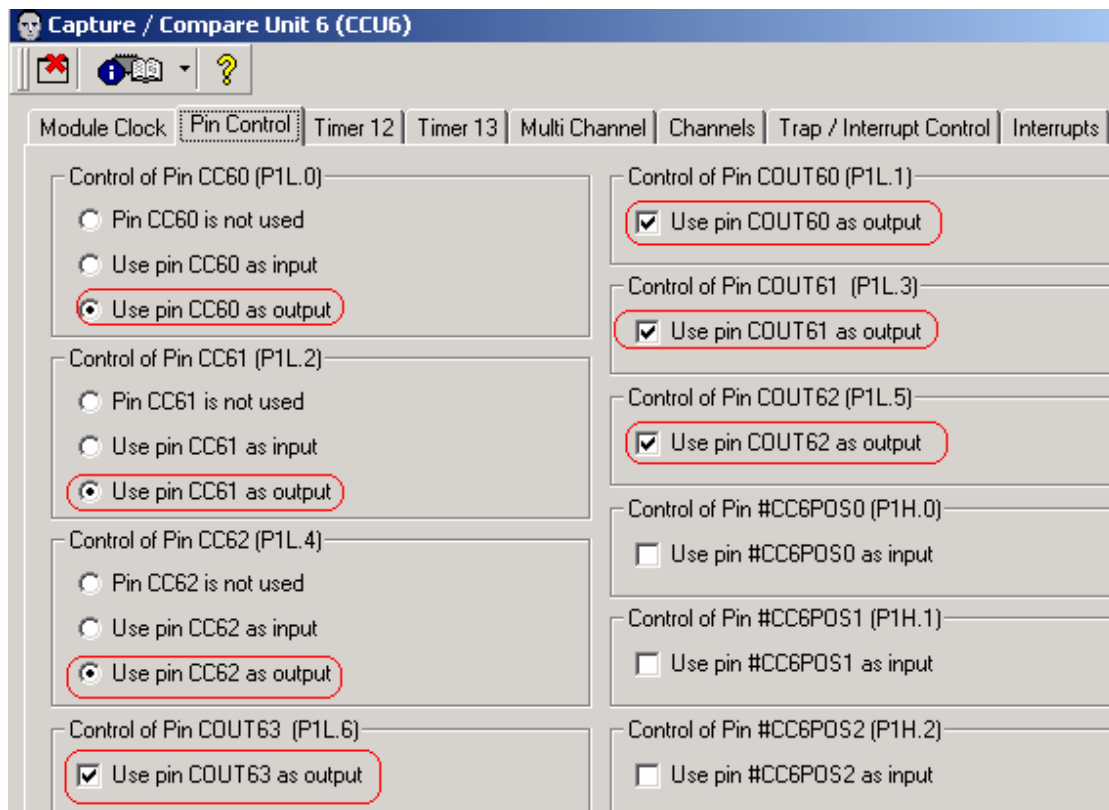 Capture / Compare Unit 6 (CCU6)
Module Clock
Pin Control
Timer 12
Timer 13
Multi Channel
Channels
Trap / Interrupt Control
Interrupts
Control of Pin CC60 (P1L.0)
Pin CC60 is not used
Use pin CC60 as input
Use pin CC60 as output
Control of Pin CC61 (P1L.2)
Pin CC61 is not used
Use pin CC61 as input
Use pin CC61 as output
Control of Pin CC62 (P1L.4)
Pin CC62 is not used
Use pin CC62 as input
Use pin CC62 as output
Control of Pin COUT63 (P1L.6)
Use pin COUT63 as output
Control of Pin COUT60 (P1L.1)
Use pin COUT60 as output
Control of Pin COUT61 (P1L.3)
Use pin COUT61 as output
Control of Pin COUT62 (P1L.5)
Use pin COUT62 as output
Control of Pin #CC6POS0 (P1H.0)
Use pin #CC6POS0 as input
Control of Pin #CC6POS1 (P1H.1)
Use pin #CC6POS1 as input
Control of Pin #CC6POS2 (P1H.2)
Use pin #CC6POS2 as input